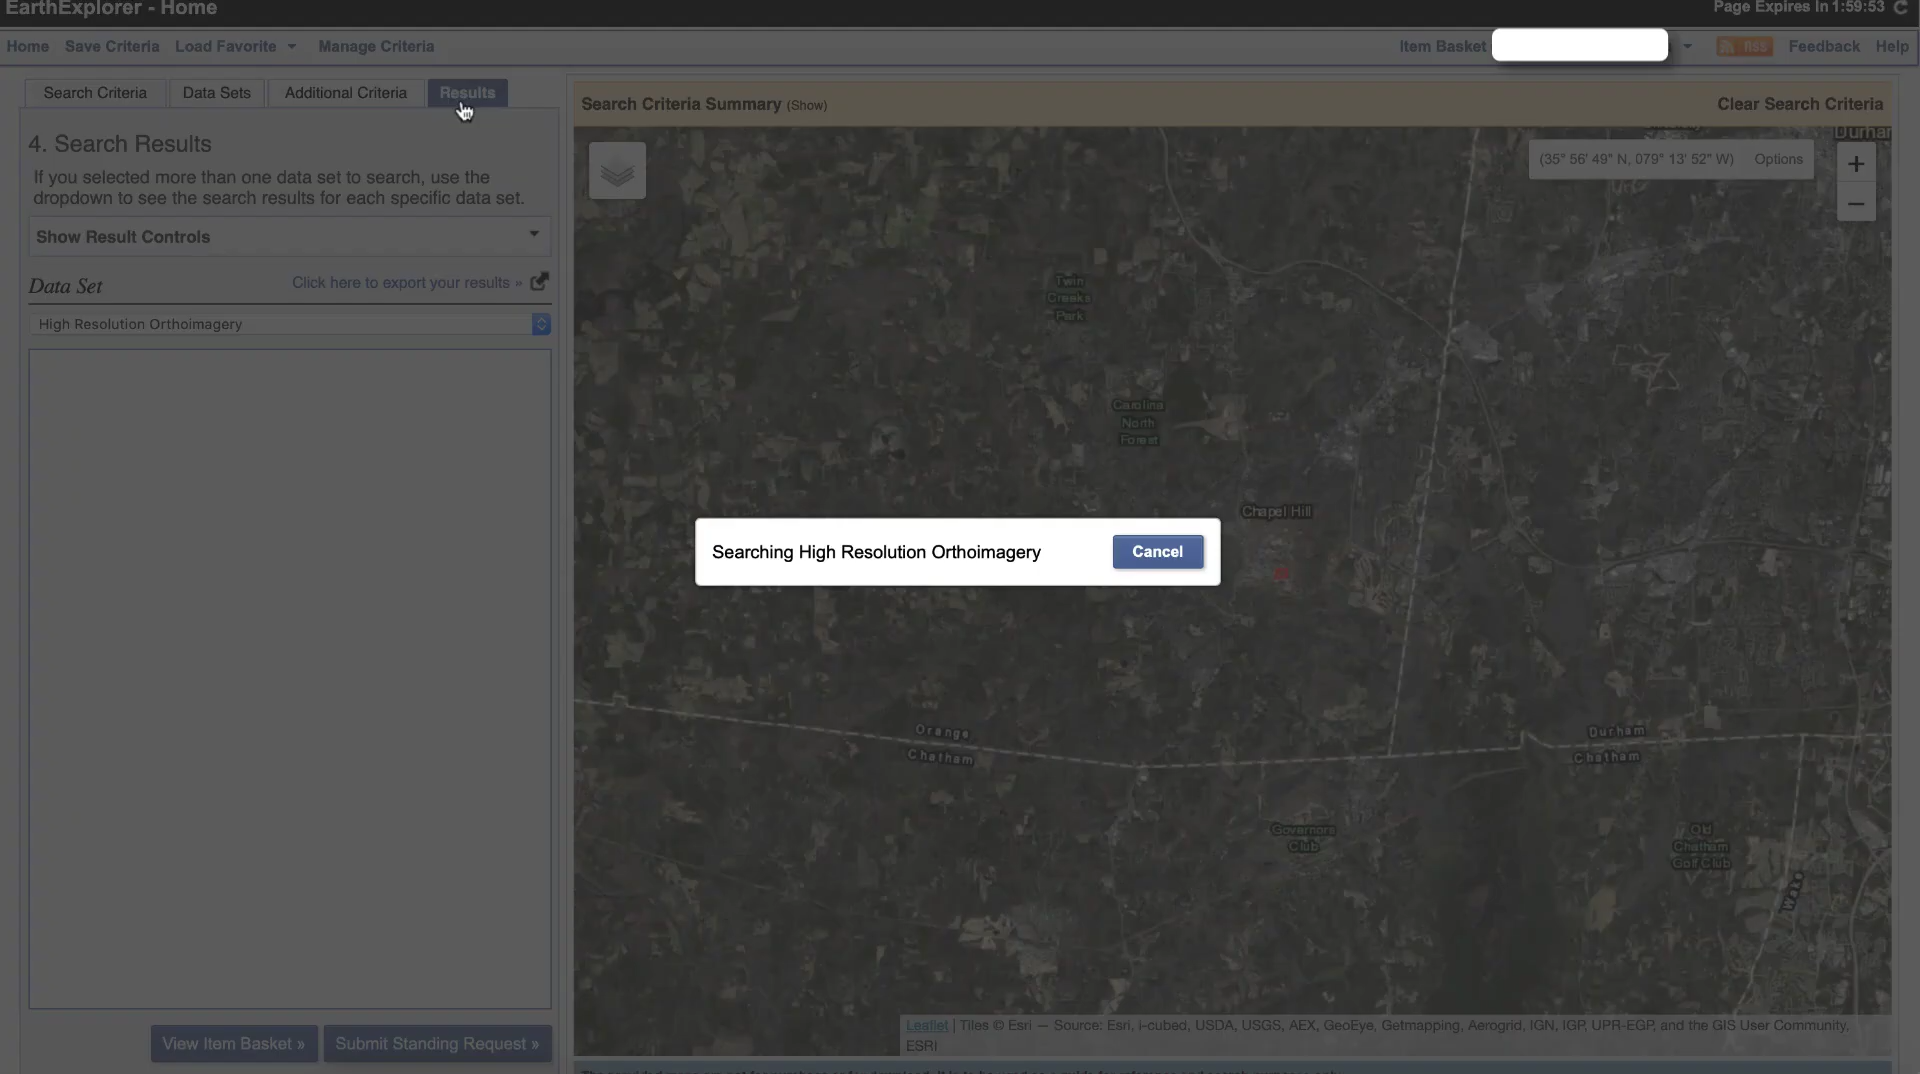 EarthExplorer - Home
Page Expires In 1:59:53
Home Save Criteria Load Favorite Manage Criteria
Item Basket
RSS Feedback Help
Search Criteria Data Sets Additional Criteria Results
Search Criteria Summary (Show)
Clear Search Criteria
4. Search Results
If you selected more than one data set to search, use the
dropdown to see the search results for each specific data set.
Show Result Controls
Data Set
Click here to export your results »
High Resolution Orthoimagery
(35° 56' 49" N, 079° 13' 52" W) Options
+
−
Durham
Twin
Creeks
Park
Carolina
North
Forest
Chapel Hill
Searching High Resolution Orthoimagery
Cancel
Orange
Chatham
Durham
Chatham
Governors
Club
Old
Chatham
Golf Club
View Item Basket »
Submit Standing Request »
Leaflet | Tiles © Esri — Source: Esri, i-cubed, USDA, USGS, AEX, GeoEye, Getmapping, Aerogrid, IGN, IGP, UPR-EGP, and the GIS User Community,
ESRI